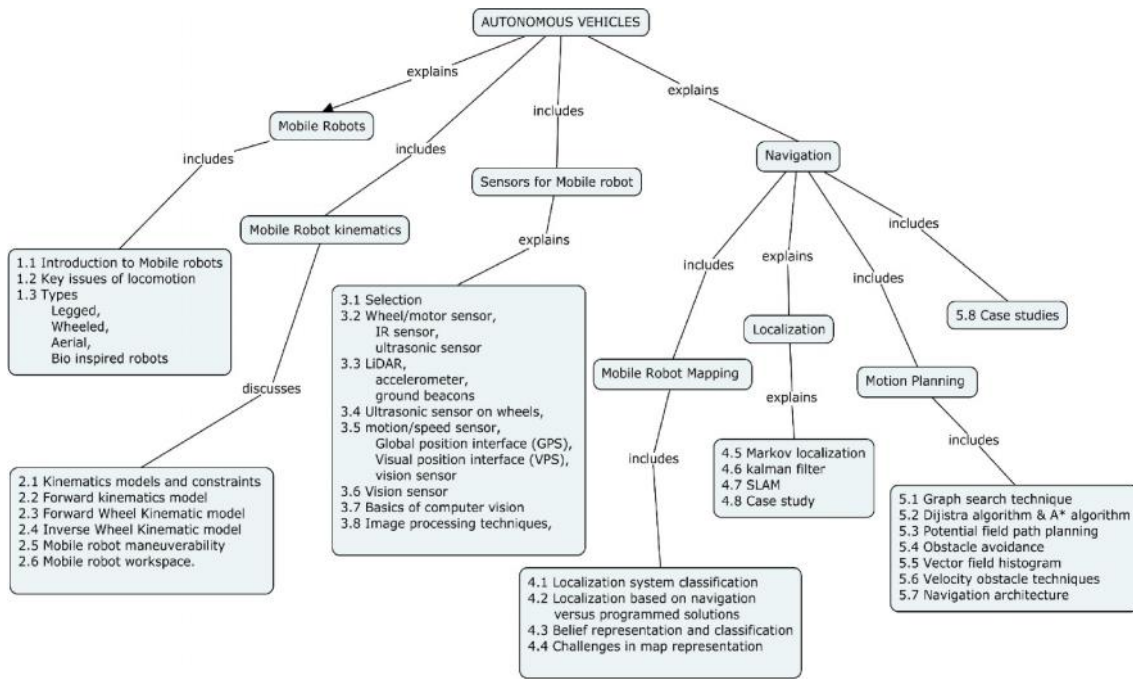 AUTONOMOUS VEHICLES
explains
includes
explains
Mobile Robots
includes
includes
Navigation
Sensors for Mobile robot
Mobile Robot kinematics
includes
explains
1.1 Introduction to Mobile robots
1.2 Key issues of locomotion
1.3 Types
Legged,
Wheeled,
Aerial,
Bio inspired robots
includes
explains
includes
3.1 Selection
3.2 Wheel/motor sensor,
IR sensor,
ultrasonic sensor
3.3 LiDAR,
accelerometer,
ground beacons
3.4 Ultrasonic sensor on wheels,
3.5 motion/speed sensor,
Global position interface (GPS),
Visual position interface (VPS),
vision sensor
3.6 Vision sensor
3.7 Basics of computer vision
3.8 Image processing techniques,
5.8 Case studies
Localization
Mobile Robot Mapping
Motion Planning
discusses
explains
includes
includes
2.1 Kinematics models and constraints
2.2 Forward kinematics model
2.3 Forward Wheel Kinematic model
2.4 Inverse Wheel Kinematic model
2.5 Mobile robot maneuverability
2.6 Mobile robot workspace.
4.5 Markov localization
4.6 kalman filter
4.7 SLAM
4.8 Case study
5.1 Graph search technique
5.2 Dijistra algorithm & A* algorithm
5.3 Potential field path planning
5.4 Obstacle avoidance
5.5 Vector field histogram
5.6 Velocity obstacle techniques
5.7 Navigation architecture
4.1 Localization system classification
4.2 Localization based on navigation
versus programmed solutions
4.3 Belief representation and classification
4.4 Challenges in map representation